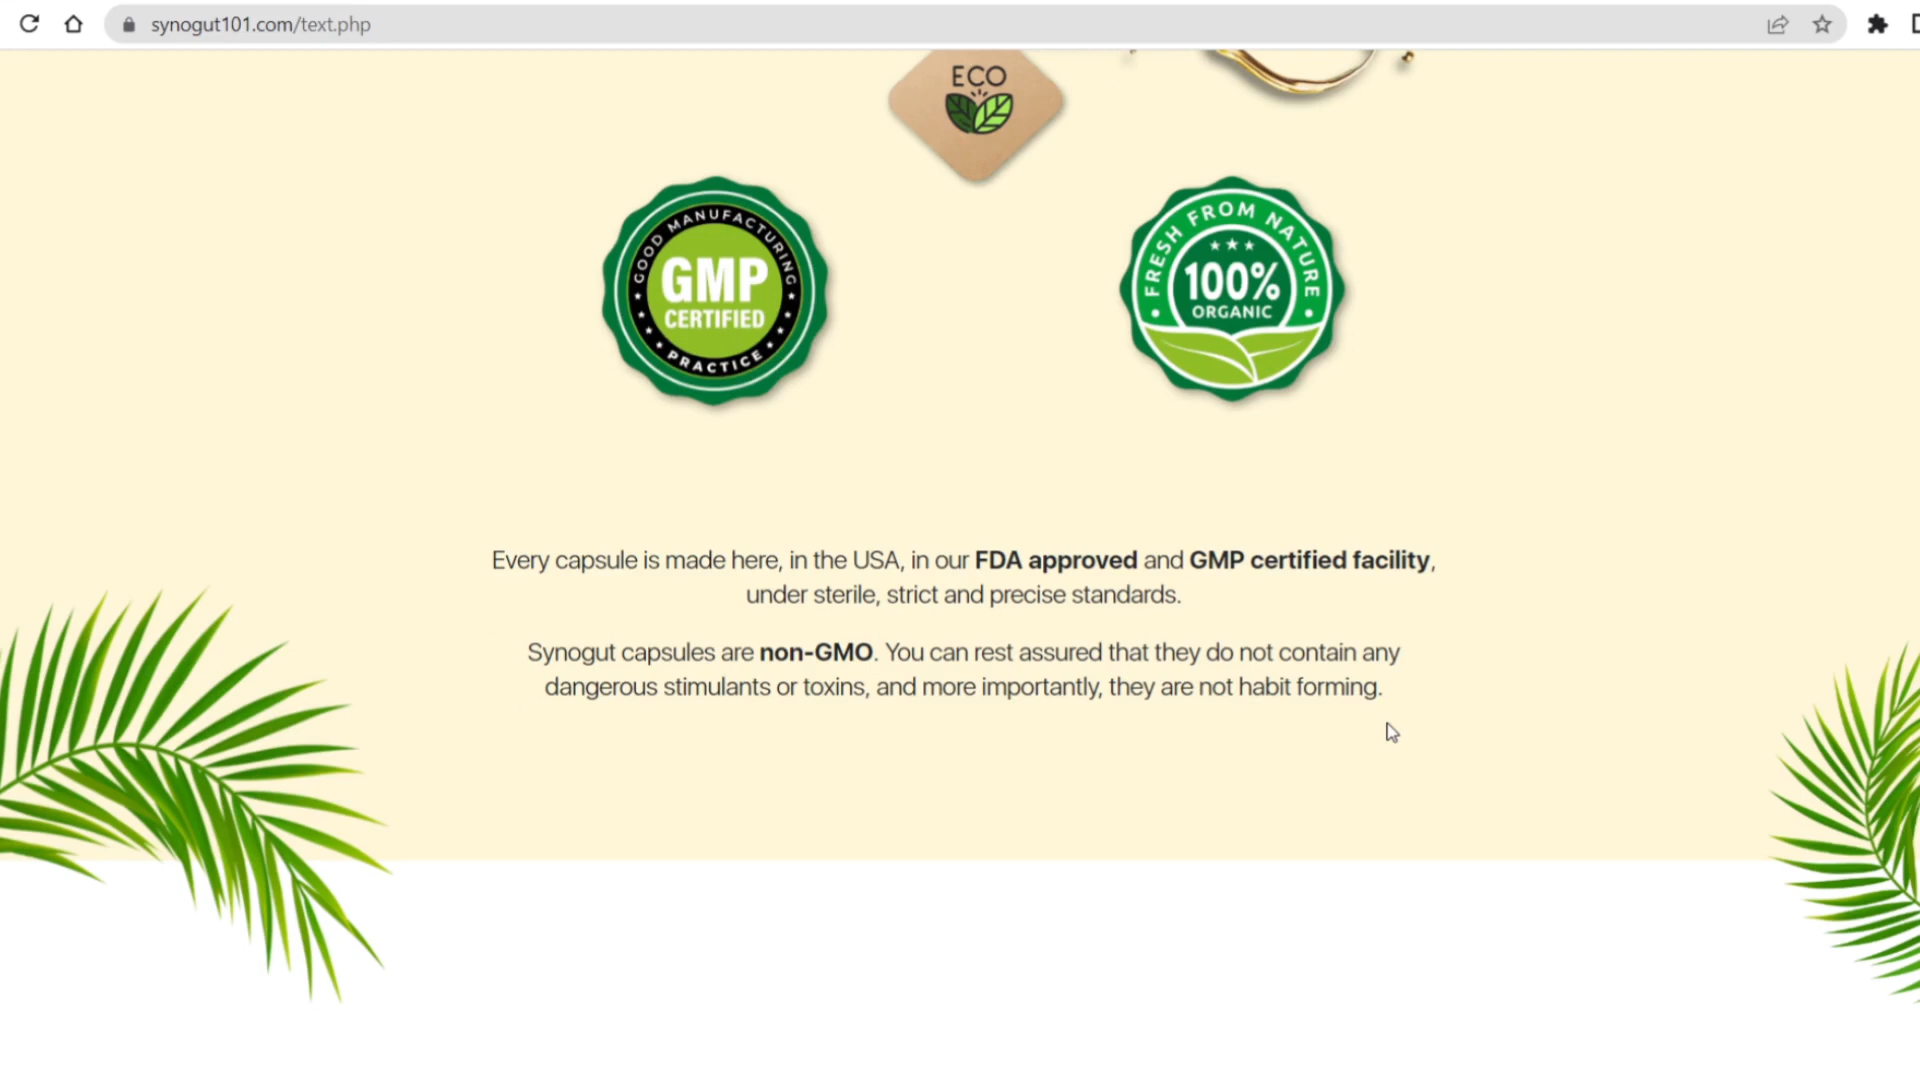 synogut101.com/text.php
ECO
GOOD MANUFACTURING
GMP
CERTIFIED
PRACTICE
FRESH FROM NATURE
100%
ORGANIC
Every capsule is made here, in the USA, in our FDA approved and GMP certified facility,
under sterile, strict and precise standards.
Synogut capsules are non-GMO. You can rest assured that they do not contain any
dangerous stimulants or toxins, and more importantly, they are not habit forming.